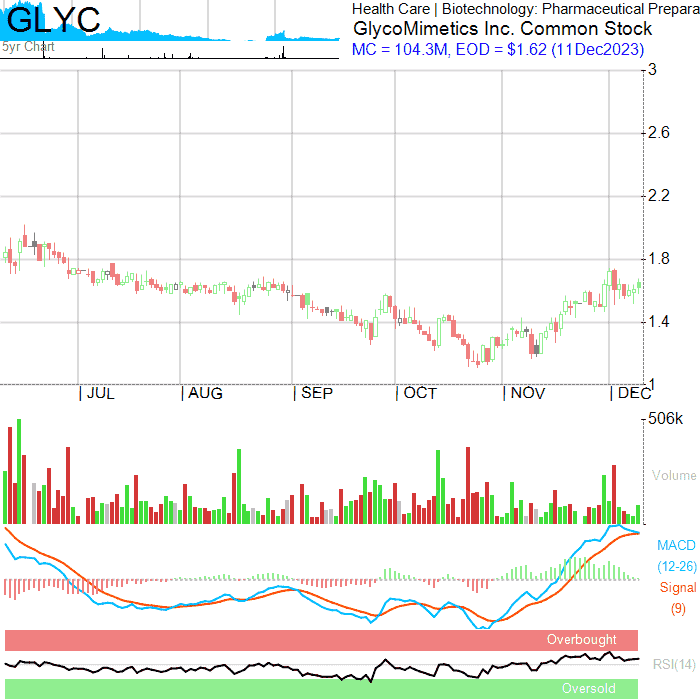 GLYC
5yr Chart
Health Care | Biotechnology: Pharmaceutical Prepara
GlycoMimetics Inc. Common Stock
MC = 104.3M, EOD = $1.62 (11Dec2023)
3
2.6
2.2
1.8
1.4
1
JUL AUG SEP OCT NOV DEC
506k
Volume
MACD
(12-26)
Signal
(9)
Overbought
RSI(14)
Oversold